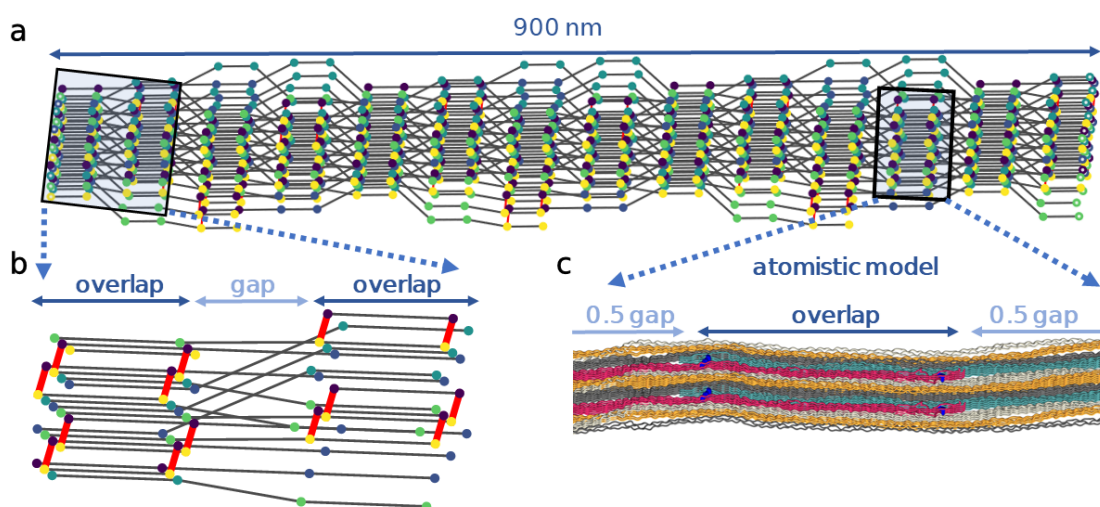 a
900 nm
b
overlap gap overlap
c
atomistic model
0.5 gap overlap 0.5 gap